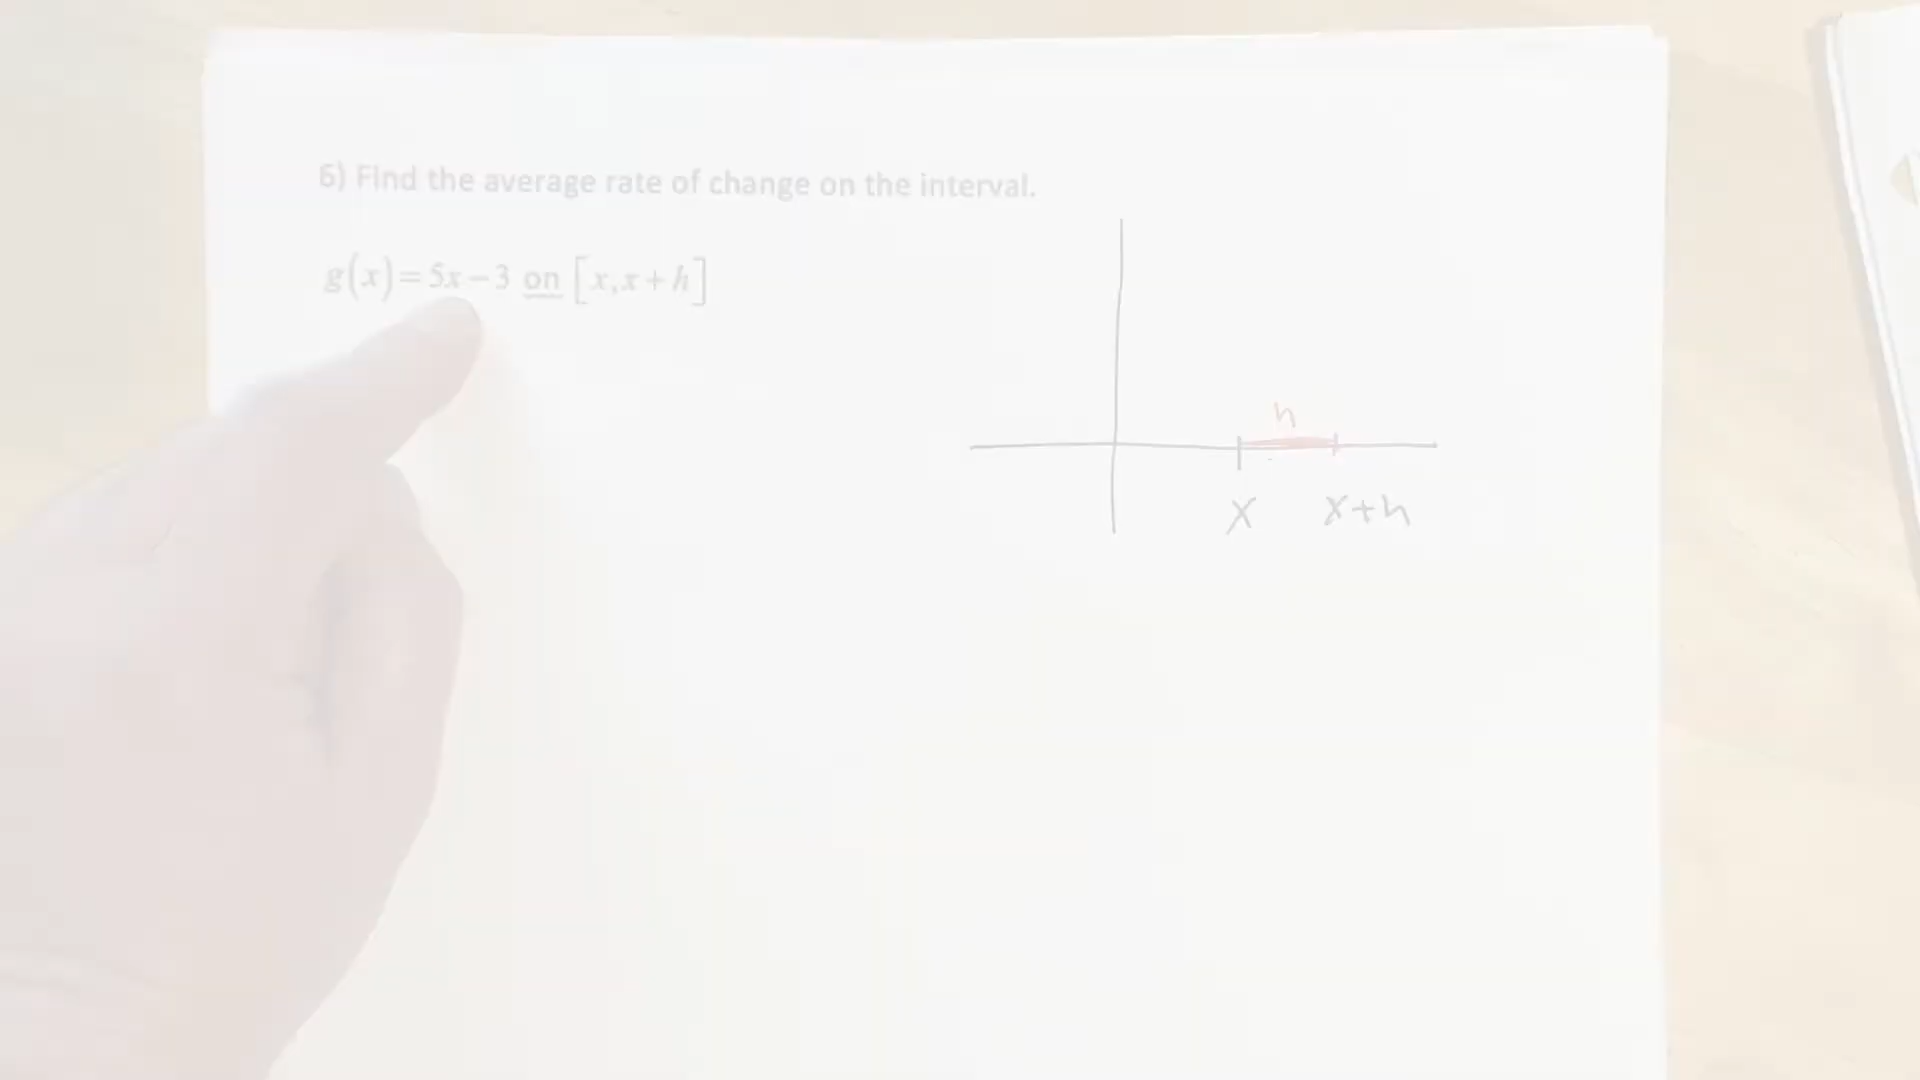 6) Find the average rate of change on the interval.
g(x)=5x-3 on [x,x+h]
h
x x+h